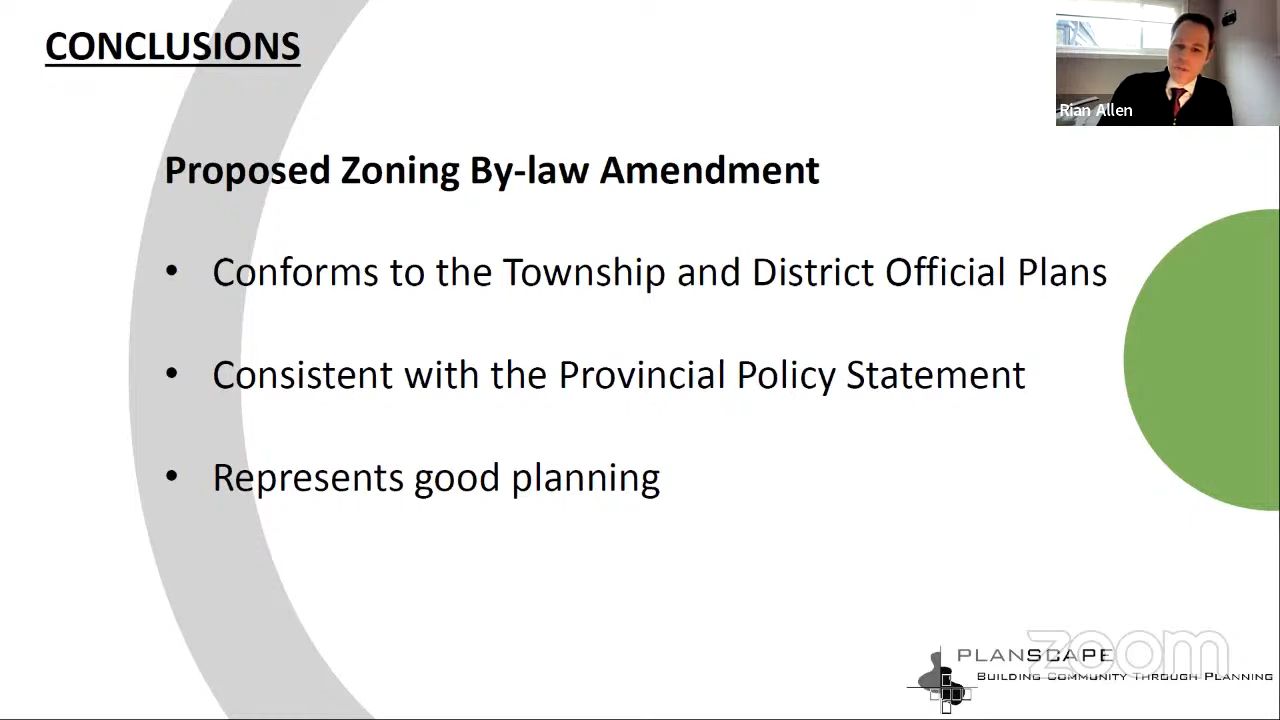 CONCLUSIONS
Rian Allen
Proposed Zoning By-law Amendment
• Conforms to the Township and District Official Plans
• Consistent with the Provincial Policy Statement
• Represents good planning
zoom
PLANSCAPE
BUILDING COMMUNITY THROUGH PLANNING